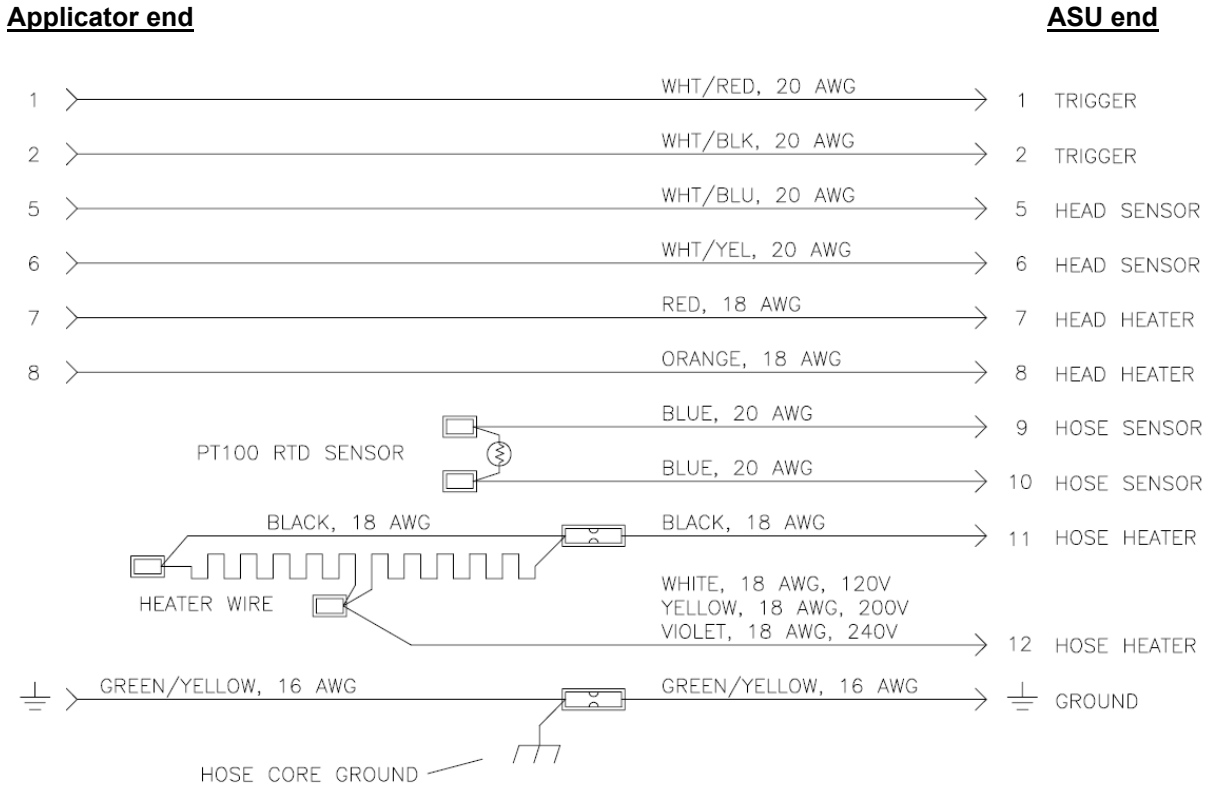 Applicator end ASU end
1 WHT/RED, 20 AWG 1 TRIGGER
2 WHT/BLK, 20 AWG 2 TRIGGER
5 WHT/BLU, 20 AWG 5 HEAD SENSOR
6 WHT/YEL, 20 AWG 6 HEAD SENSOR
7 RED, 18 AWG 7 HEAD HEATER
8 ORANGE, 18 AWG 8 HEAD HEATER
BLUE, 20 AWG 9 HOSE SENSOR
PT100 RTD SENSOR
BLUE, 20 AWG 10 HOSE SENSOR
BLACK, 18 AWG BLACK, 18 AWG 11 HOSE HEATER
HEATER WIRE
WHITE, 18 AWG, 120V
YELLOW, 18 AWG, 200V
VIOLET, 18 AWG, 240V
12 HOSE HEATER
GREEN/YELLOW, 16 AWG GREEN/YELLOW, 16 AWG GROUND
HOSE CORE GROUND